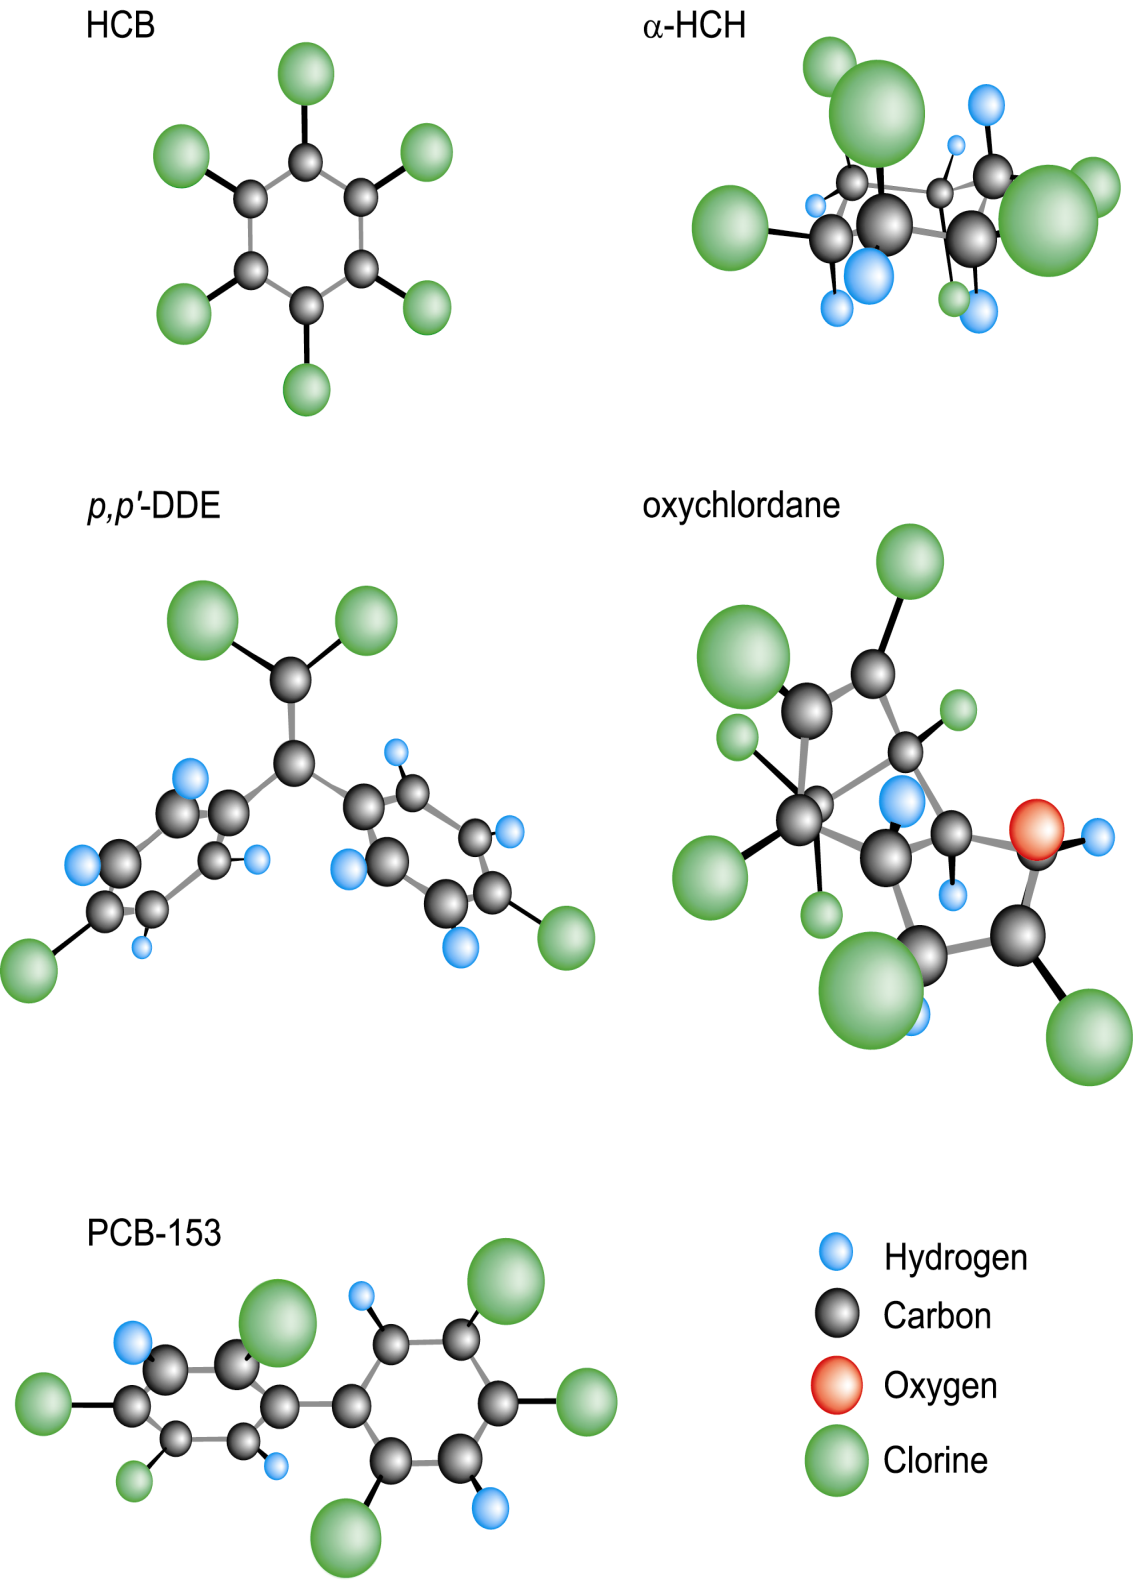 HCB
α-HCH
p,p'-DDE
oxychlordane
PCB-153
Hydrogen
Carbon
Oxygen
Clorine